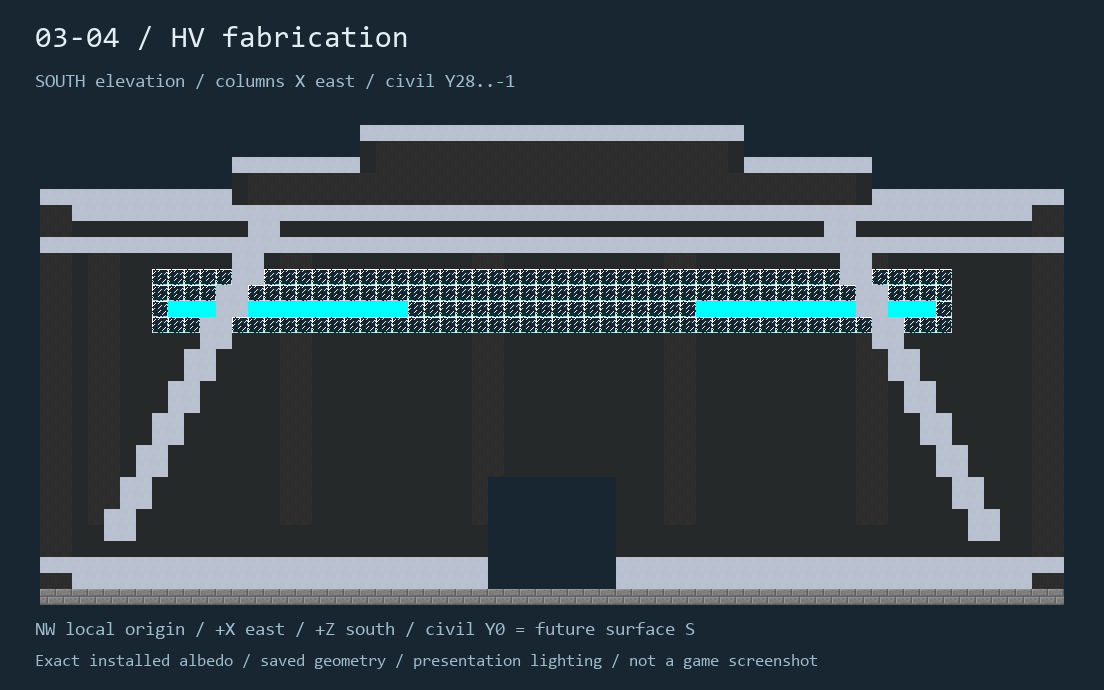 03-04 / HV fabrication
SOUTH elevation / columns X east / civil Y28..-1
NW local origin / +X east / +Z south / civil Y0 = future surface S
Exact installed albedo / saved geometry / presentation lighting / not a game screenshot